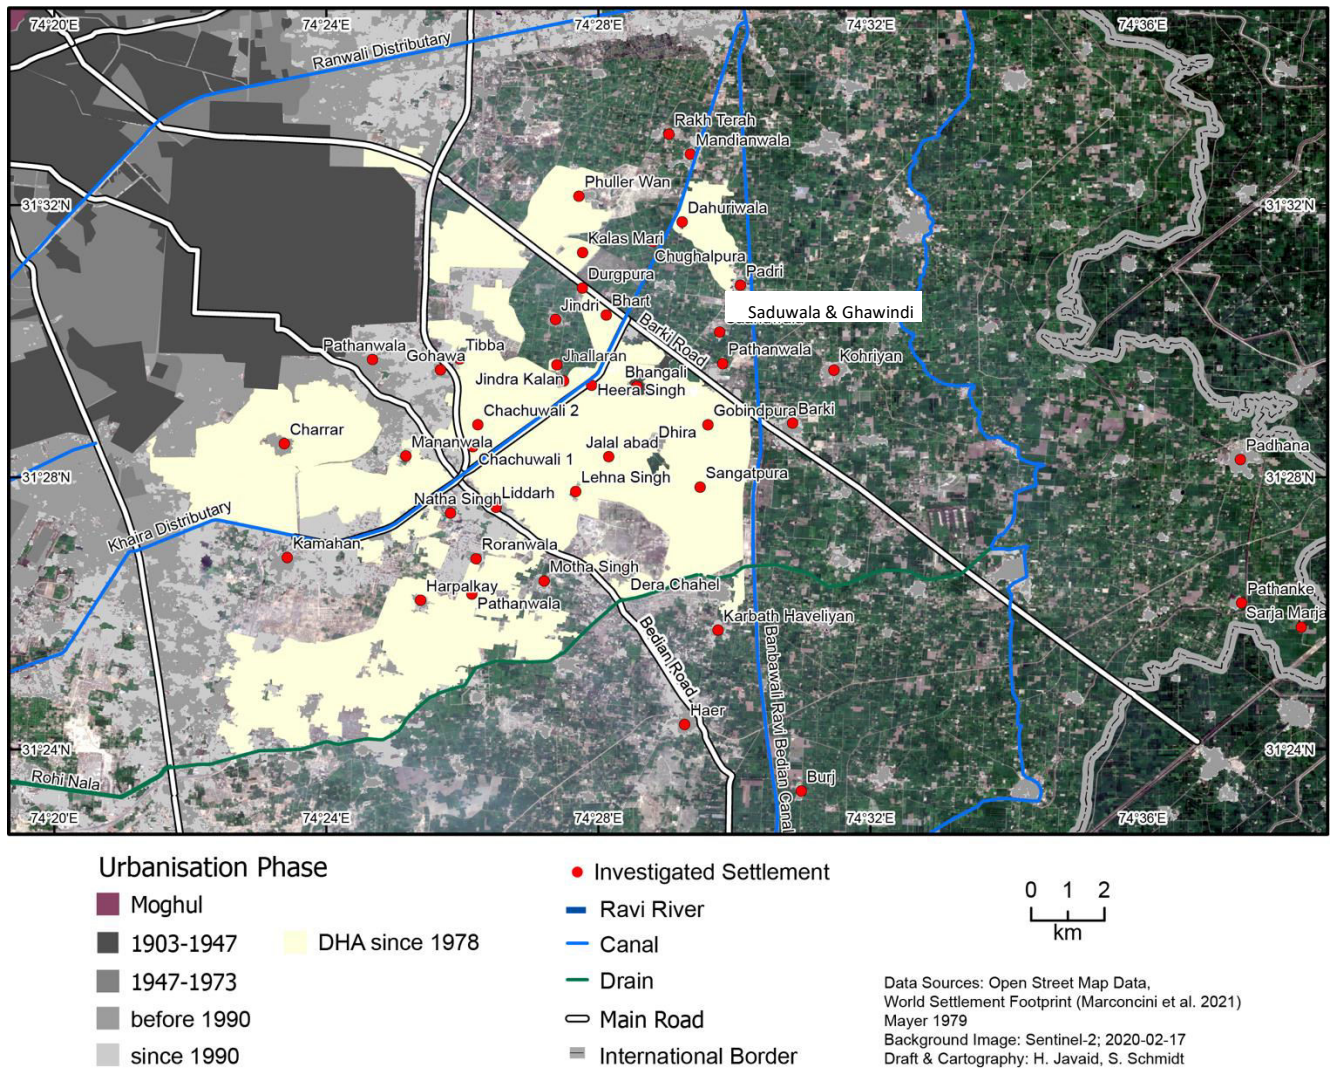 74°20'E 74°24'E 74°28'E 74°32'E 74°36'E
Ranwali Distributary
Rakh Terah
Mandianwala
Phuller Wan
31°32'N 31°32'N
Dahuriwala
Kalas Mari
Chughalpura
Durgpura
Padri
Jindri
Bhart
Saduwala & Ghawindi
Barki Road
Pathanwala
Tibba
Gohawa
Jhallaran
Bhangali
Pathanwala
Kohriyan
Jindra Kalan
Heera Singh
Chachuwali 2
Gobindpura
Barki
Charrar
Dhira
Mananwala
Jalal abad
Padhana
Chachuwali 1
31°28'N 31°28'N
Lehna Singh
Sangatpura
Natha Singh
Liddarh
Khaira Distributary
Kamahan
Roranwala
Motha Singh
Harpalkay
Dera Chahel
Pathanwala
Pathanke
Karbath Haveliyan
Sarja Marja
Bedian Road
Banbawali Ravi Bedian Canal
Haer
31°24'N 31°24'N
Rohi Nala
Burj
74°20'E 74°24'E 74°28'E 74°32'E 74°36'E
Urbanisation Phase
Moghul
1903-1947
DHA since 1978
1947-1973
before 1990
since 1990
Investigated Settlement
Ravi River
Canal
Drain
Main Road
International Border
0 1 2
km
Data Sources: Open Street Map Data,
World Settlement Footprint (Marconcini et al. 2021)
Mayer 1979
Background Image: Sentinel-2; 2020-02-17
Draft & Cartography: H. Javaid, S. Schmidt